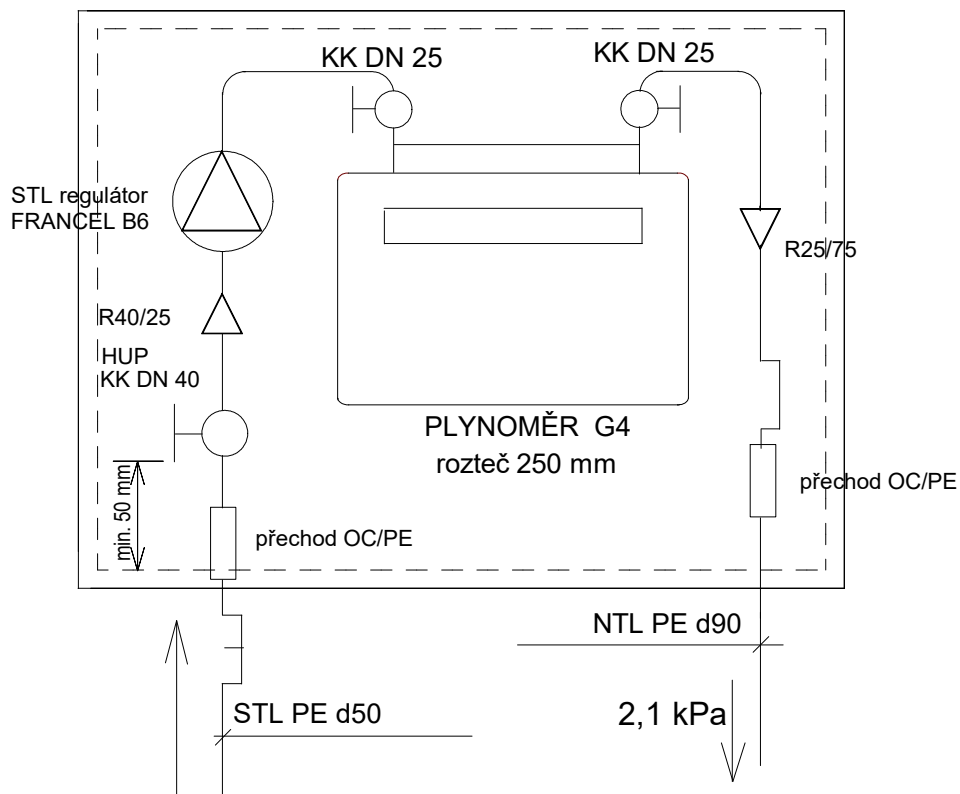 KK DN 25
KK DN 25
STL regulátor
FRANCEL B6
R25/75
R40/25
HUP
KK DN 40
PLYNOMĚR G4
rozteč 250 mm
min. 50 mm
přechod OC/PE
přechod OC/PE
NTL PE d90
STL PE d50
2,1 kPa